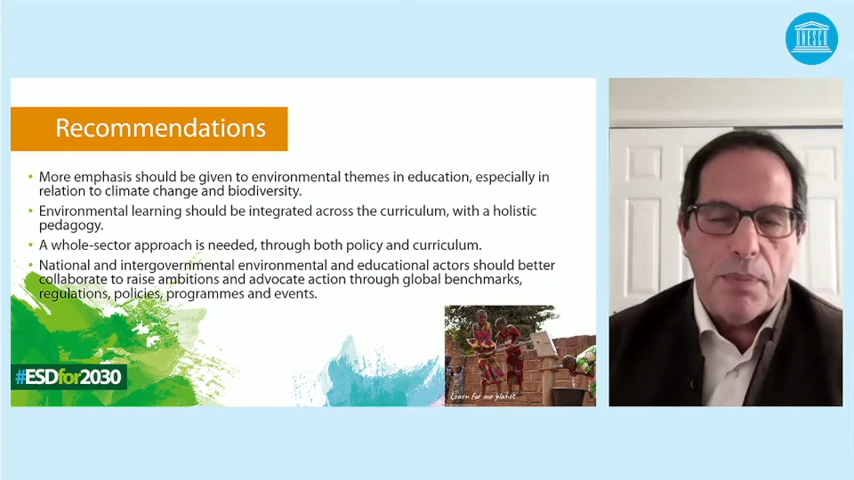 UNESCO
Recommendations
• More emphasis should be given to environmental themes in education, especially in
relation to climate change and biodiversity.
• Environmental learning should be integrated across the curriculum, with a holistic
pedagogy.
• A whole-sector approach is needed, through both policy and curriculum.
• National and intergovernmental environmental and educational actors should better
collaborate to raise ambitions and advocate action through global benchmarks,
regulations, policies, programmes and events.
#ESDfor2030
Learn for our planet